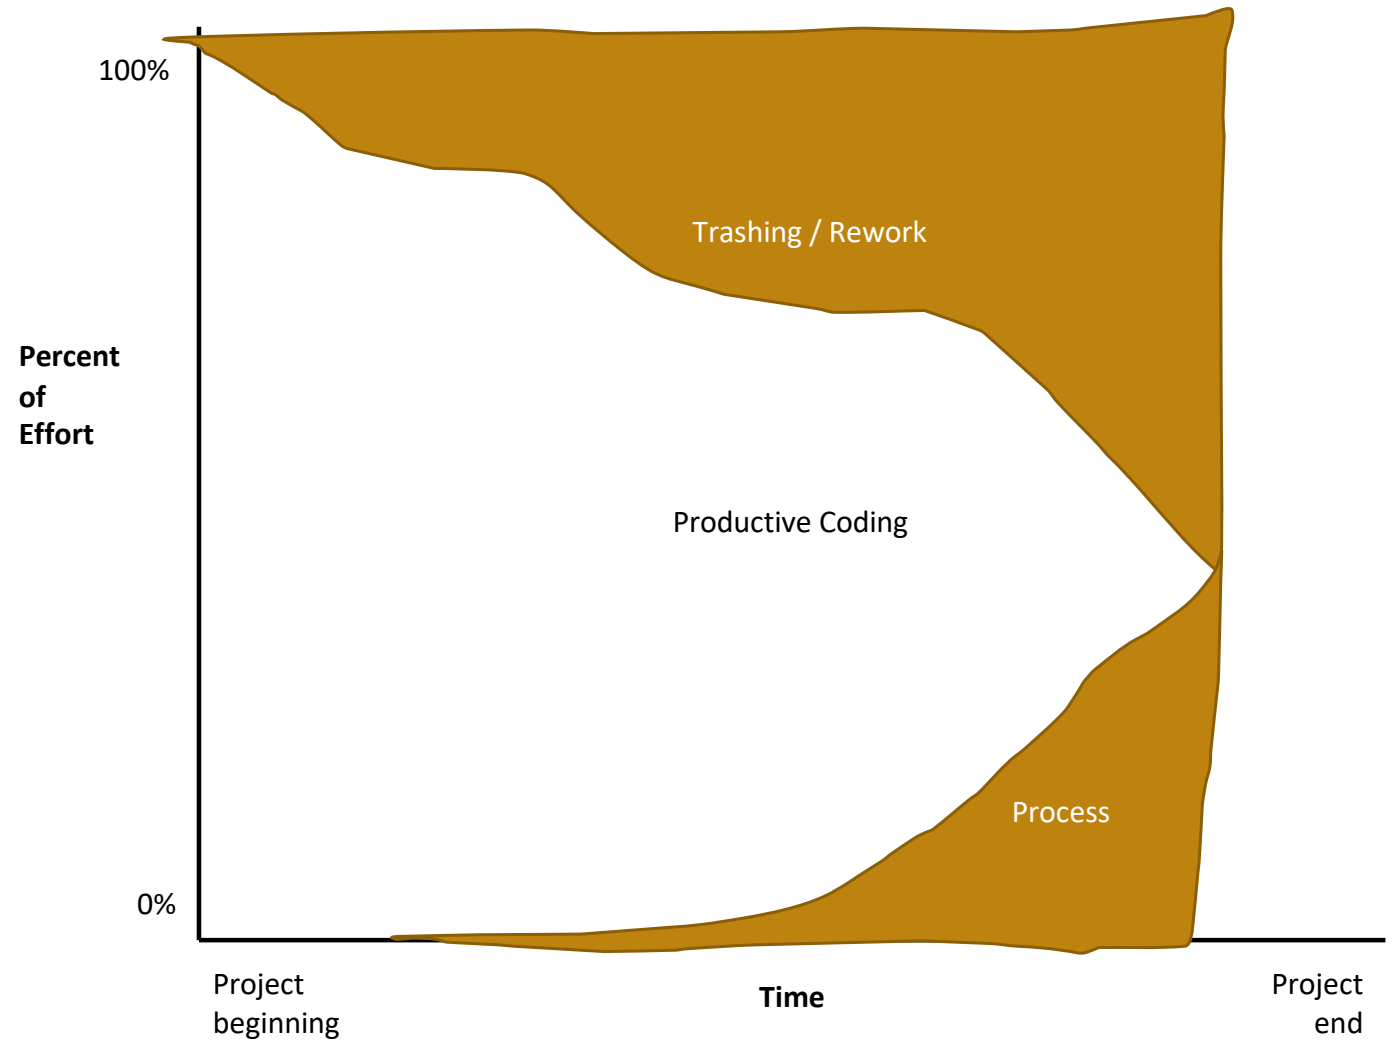 100%
Trashing / Rework
Percent
of
Effort
Productive Coding
Process
0%
Project
beginning
Time
Project
end